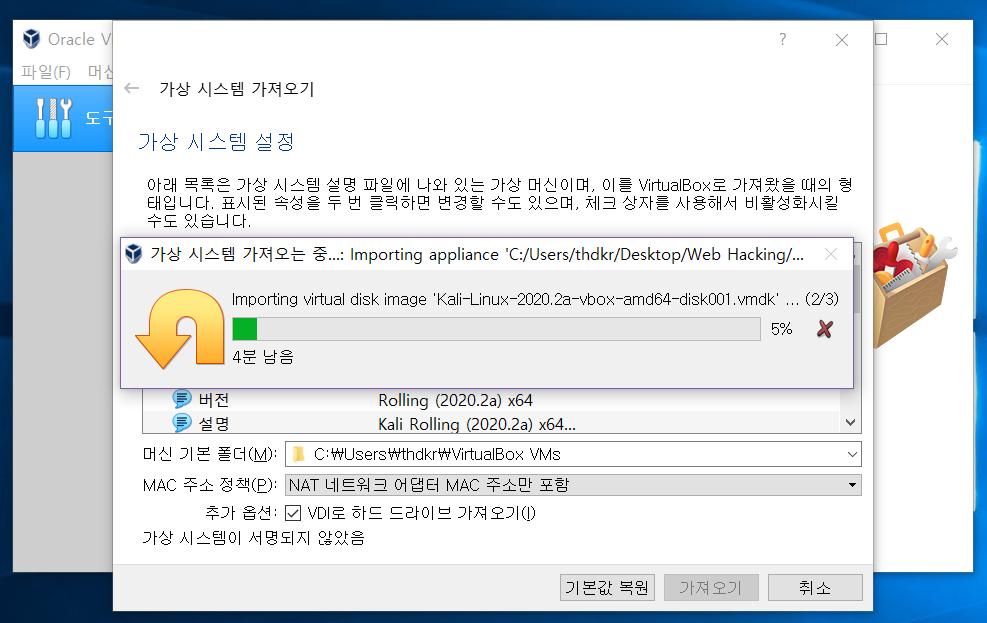 Oracle V
파일(F) 머신
도구
?
가상 시스템 가져오기
가상 시스템 설정
아래 목록은 가상 시스템 설명 파일에 나와 있는 가상 머신이며, 이를 VirtualBox로 가져왔을 때의 형
태입니다. 표시된 속성을 두 번 클릭하면 변경할 수도 있으며, 체크 상자를 사용해서 비활성화시킬
수도 있습니다.
가상 시스템 가져오는 중...: Importing appliance 'C:/Users/thdkr/Desktop/Web Hacking/...
Importing virtual disk image 'Kali-Linux-2020.2a-vbox-amd64-disk001.vmdk' ... (2/3)
5%
4분 남음
버전 Rolling (2020.2a) x64
설명 Kali Rolling (2020.2a) x64...
머신 기본 폴더(M): C:₩Users₩thdkr₩VirtualBox VMs
MAC 주소 정책(P): NAT 네트워크 어댑터 MAC 주소만 포함
추가 옵션: VDI로 하드 드라이브 가져오기(I)
가상 시스템이 서명되지 않았음
기본값 복원 가져오기 취소